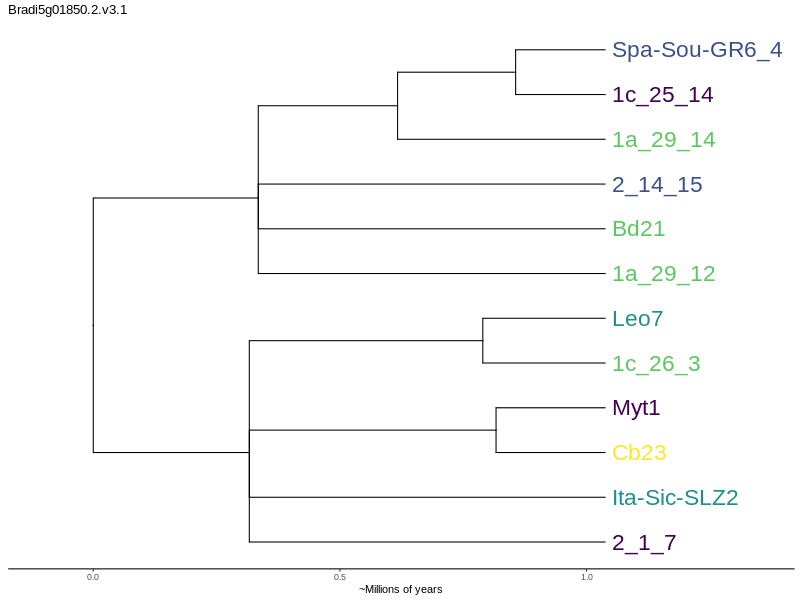 Bradi5g01850.2.v3.1
Spa-Sou-GR6_4
1c_25_14
1a_29_14
2_14_15
Bd21
1a_29_12
Leo7
1c_26_3
Myt1
Cb23
Ita-Sic-SLZ2
2_1_7
0.0 0.5 1.0
~Millions of years